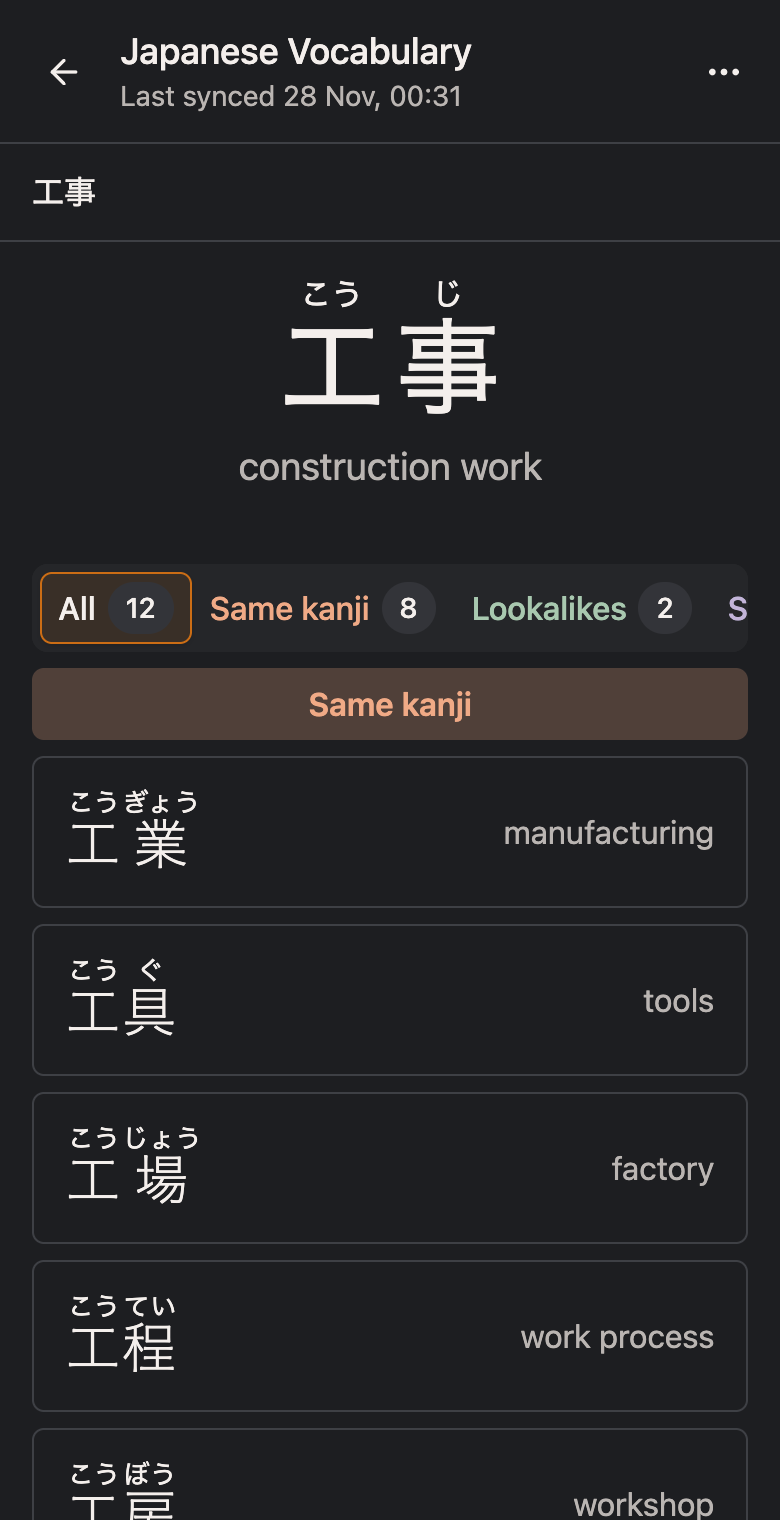 Japanese Vocabulary
Last synced 28 Nov, 00:31
工事
こう じ
工事
construction work
All 12 Same kanji 8 Lookalikes 2 S
Same kanji
こうぎょう
工業
manufacturing
こう ぐ
工具
tools
こうじょう
工場
factory
こうてい
工程
work process
こうぼう
工房
workshop